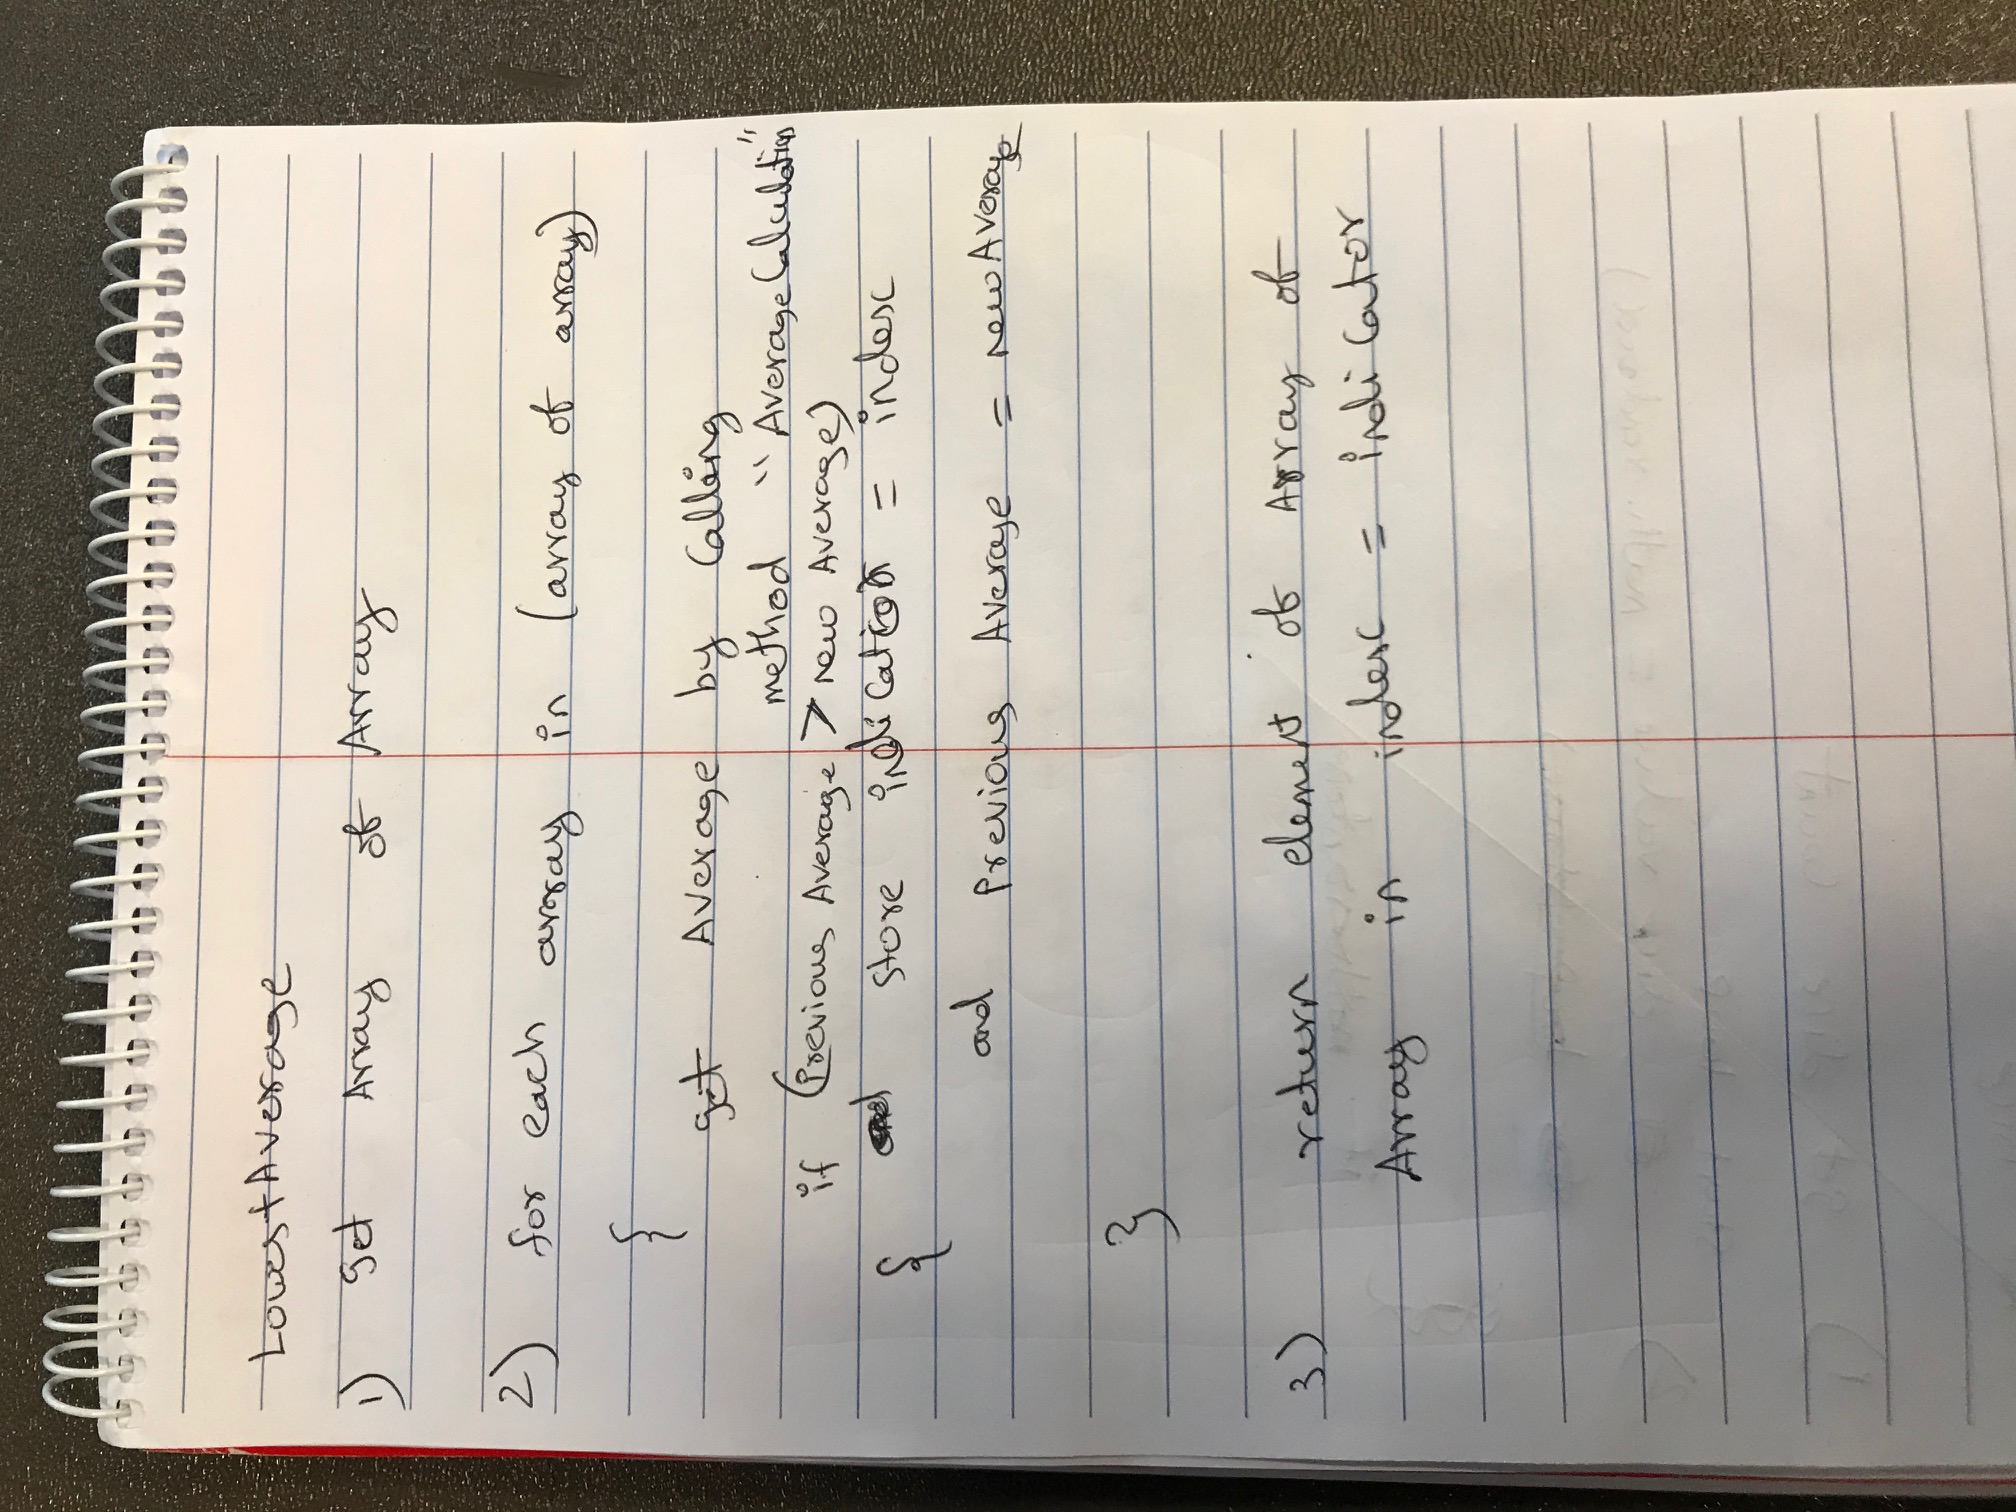 LowestAverage
1) get Array of Array
2) for each array in (array of array)
{
get Average by Calling
method "AverageCalculation"
if (Previous Average > new Average)
{ store indicator = index
and Previous Average = newAverage
}
3) return element of Array of
Array in index = indicator